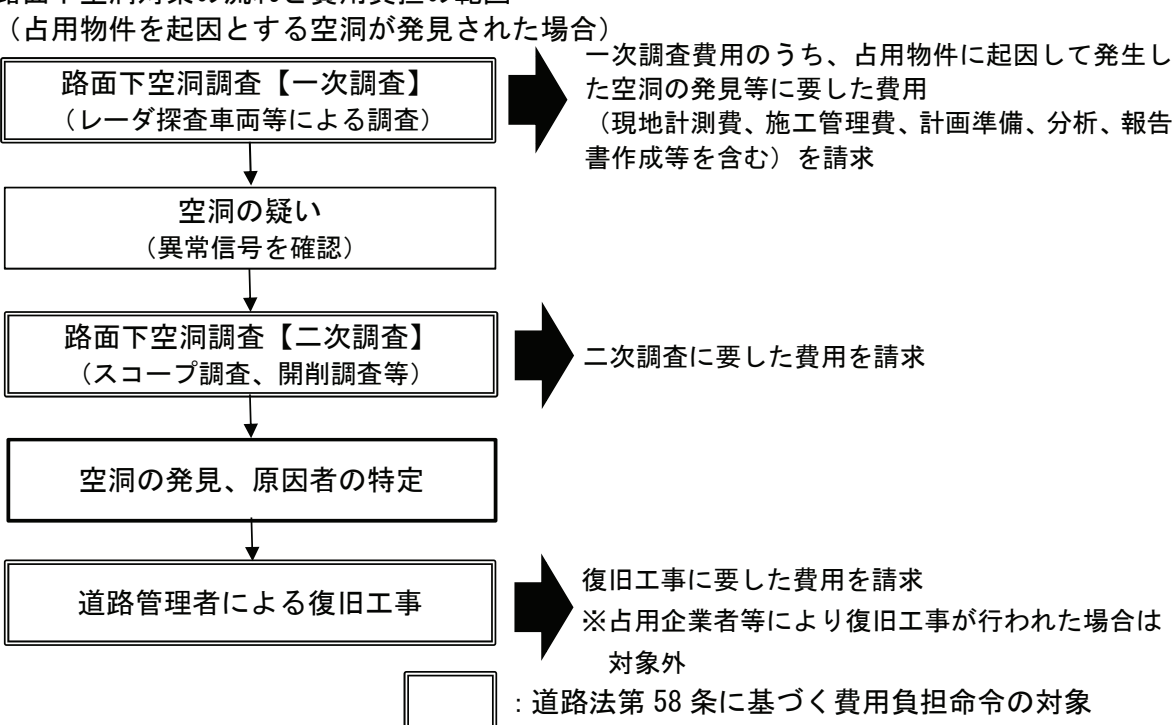 路面下空洞対策の流れと費用負担の範囲
（占用物件を起因とする空洞が発見された場合）
路面下空洞調査【一次調査】
（レーダ探査車両等による調査）
一次調査費用のうち、占用物件に起因して発生し
た空洞の発見等に要した費用
（現地計測費、施工管理費、計画準備、分析、報告
書作成等を含む）を請求
空洞の疑い
（異常信号を確認）
路面下空洞調査【二次調査】
（スコープ調査、開削調査等）
二次調査に要した費用を請求
空洞の発見、原因者の特定
道路管理者による復旧工事
復旧工事に要した費用を請求
※占用企業者等により復旧工事が行われた場合は
対象外
：道路法第 58 条に基づく費用負担命令の対象